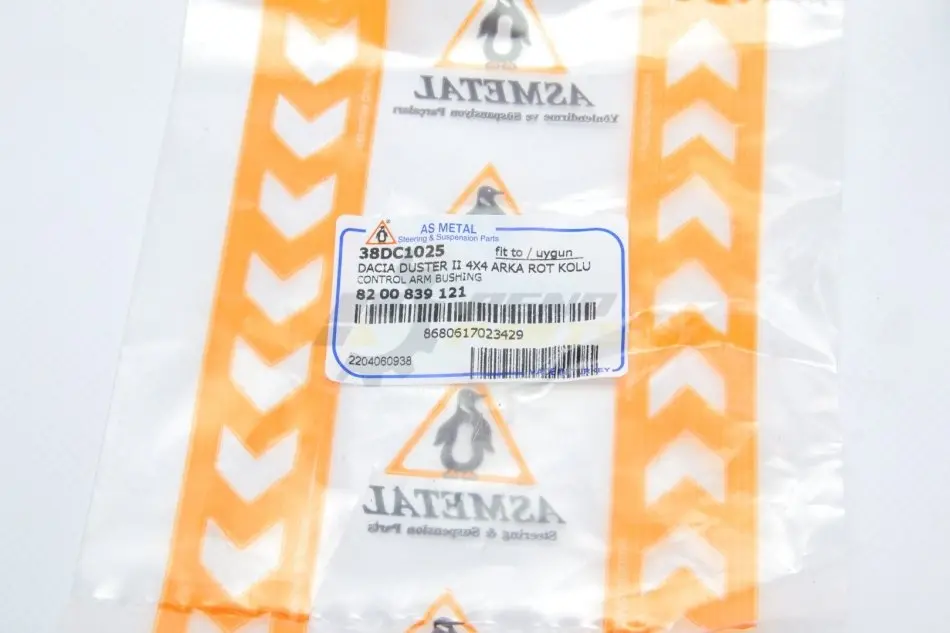 ASMETAL
Yönlendirme ve Süspansiyon Parçaları
AS METAL
Steering & Suspension Parts
38DC1025 fit to / uygun
DACIA DUSTER II 4X4 ARKA ROT KOLU
CONTROL ARM BUSHING
82 00 839 121
8680617023429
2204060938
ASMETAL
Steering & Suspension Parts